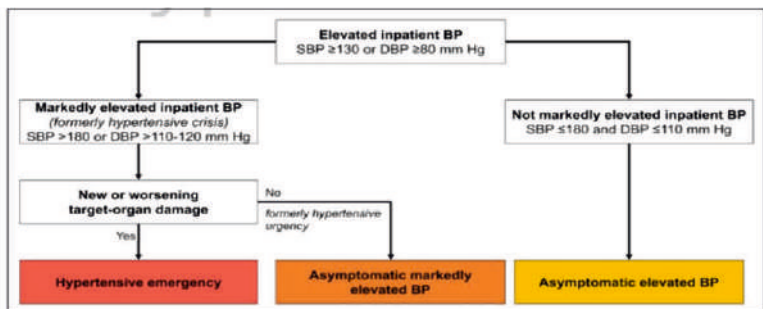 Elevated inpatient BP
SBP ≥130 or DBP ≥80 mm Hg
Markedly elevated inpatient BP
(formerly hypertensive crisis)
SBP >180 or DBP >110-120 mm Hg
Not markedly elevated inpatient BP
SBP ≤180 and DBP ≤110 mm Hg
New or worsening
target-organ damage
No
formerly hypertensive
urgency
Yes
Hypertensive emergency
Asymptomatic markedly
elevated BP
Asymptomatic elevated BP